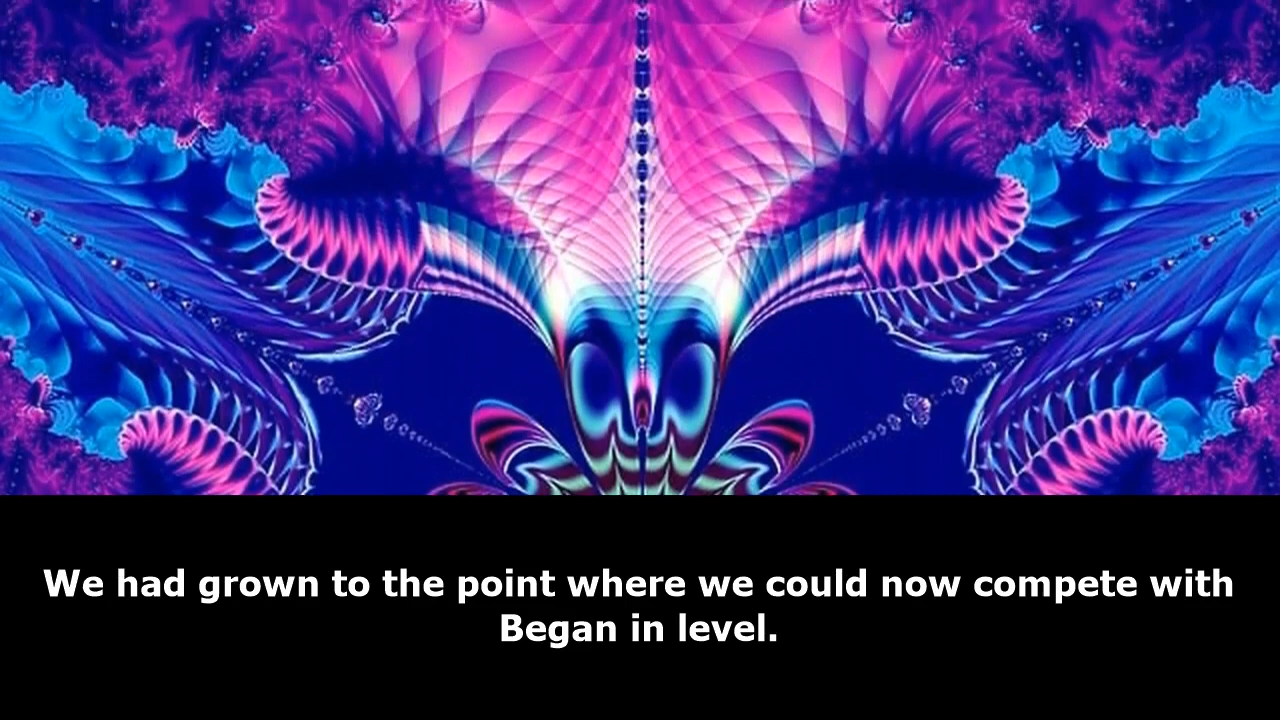 We had grown to the point where we could now compete with
Began in level.